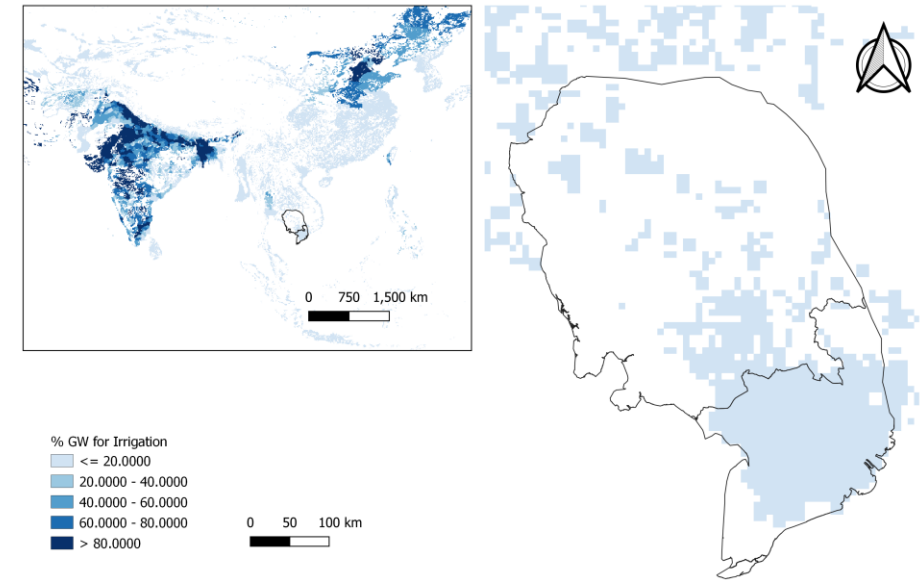 0 750 1,500 km
% GW for Irrigation
<= 20.0000
20.0000 - 40.0000
40.0000 - 60.0000
60.0000 - 80.0000
> 80.0000
0 50 100 km